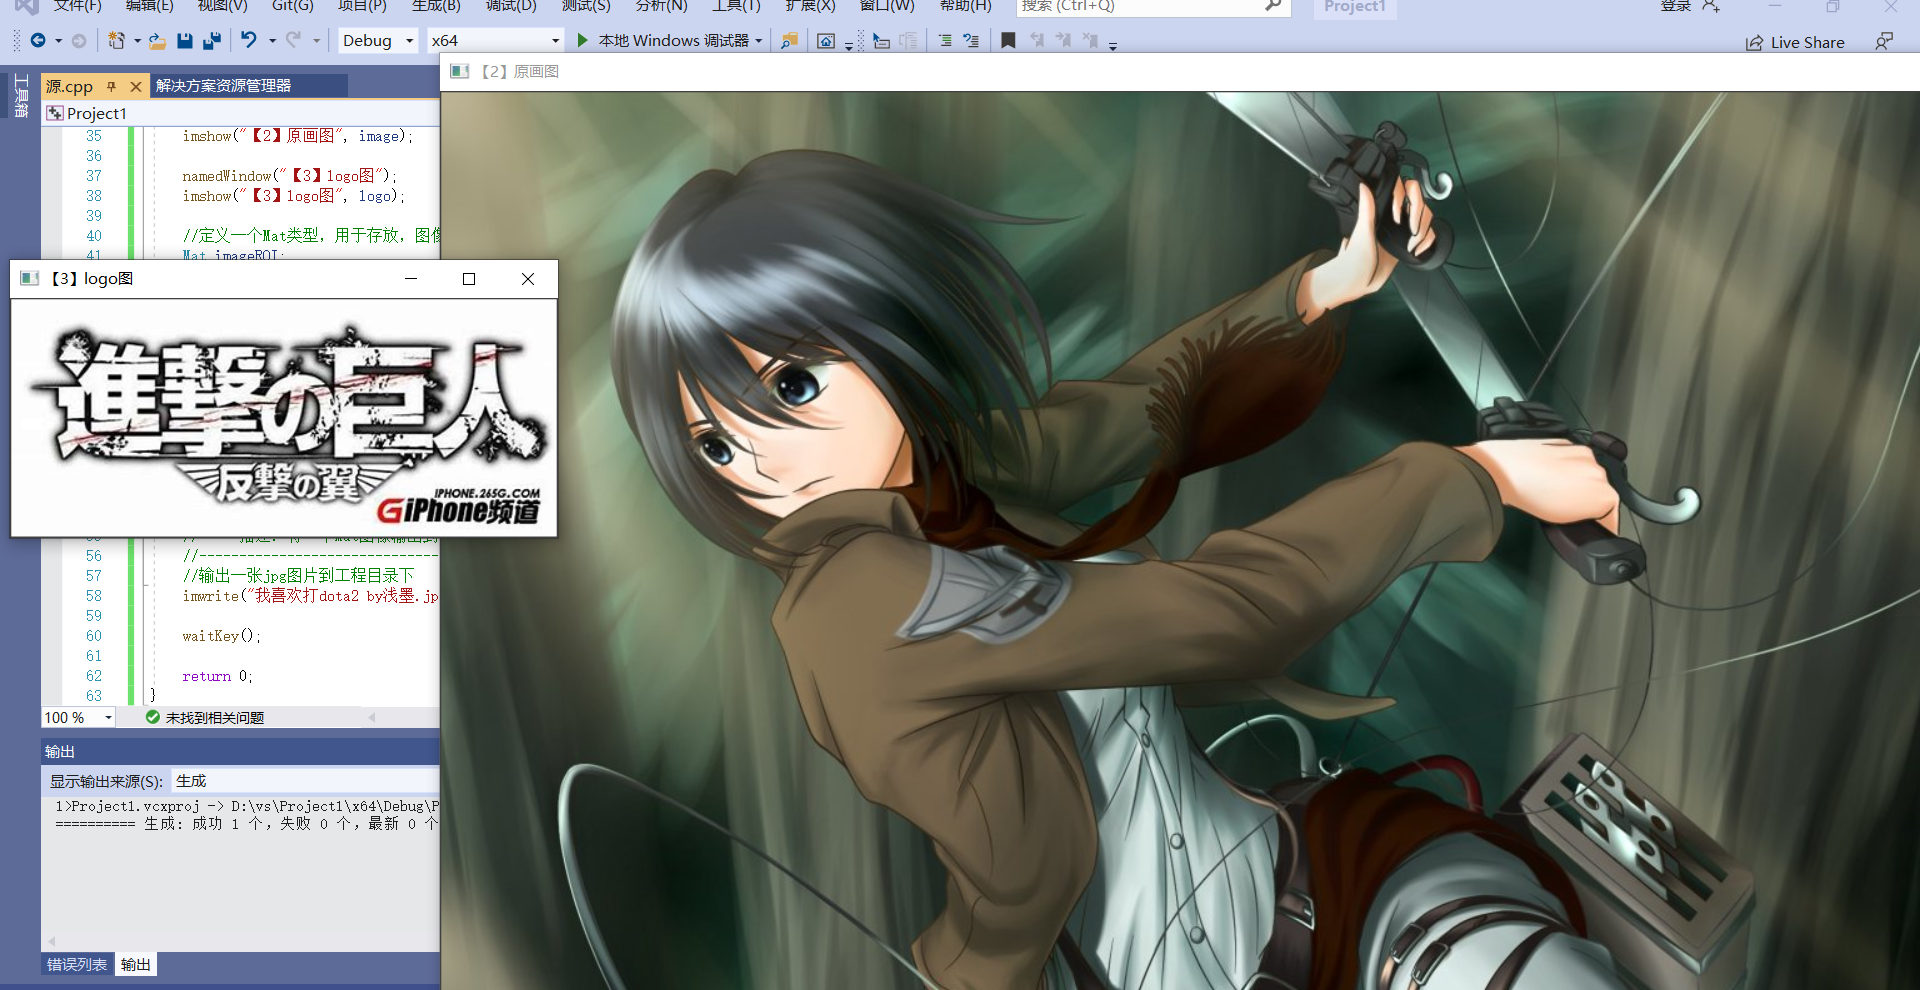 文件(F) 编辑(E) 视图(V) Git(G) 项目(P) 生成(B) 调试(D) 测试(S) 分析(N) 工具(T) 扩展(X) 窗口(W) 帮助(H) 搜索 (Ctrl+Q) Project1 登录
Debug x64 本地 Windows 调试器 Live Share
工具箱
源.cpp 解决方案资源管理器
Project1
【2】原画图
35 imshow("【2】原画图", image);
36
37 namedWindow("【3】logo图");
38 imshow("【3】logo图", logo);
39
40 //定义一个Mat类型，用于存放，图像
41 Mat imageROI;
【3】logo图
進撃の巨人
反撃の翼
IPHONE.265G.COM
GiPhone频道
56 //------------------------------
57 //输出一张jpg图片到工程目录下
58 imwrite("我喜欢打dota2 by浅墨.jp
59
60 waitKey();
61
62 return 0;
63 }
100 % 未找到相关问题
输出
显示输出来源(S): 生成
1>Project1.vcxproj -> D:\vs\Project1\x64\Debug\P
========== 生成: 成功 1 个，失败 0 个，最新 0 个
错误列表 输出